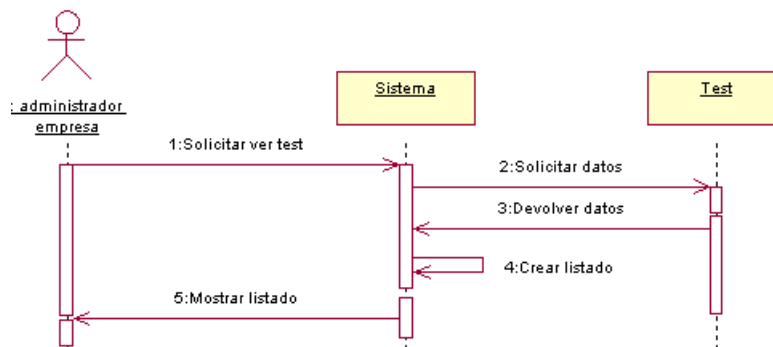 Sistema
Test
: administrador
empresa
1:Solicitar ver test
2:Solicitar datos
3:Devolver datos
4:Crear listado
5:Mostrar listado